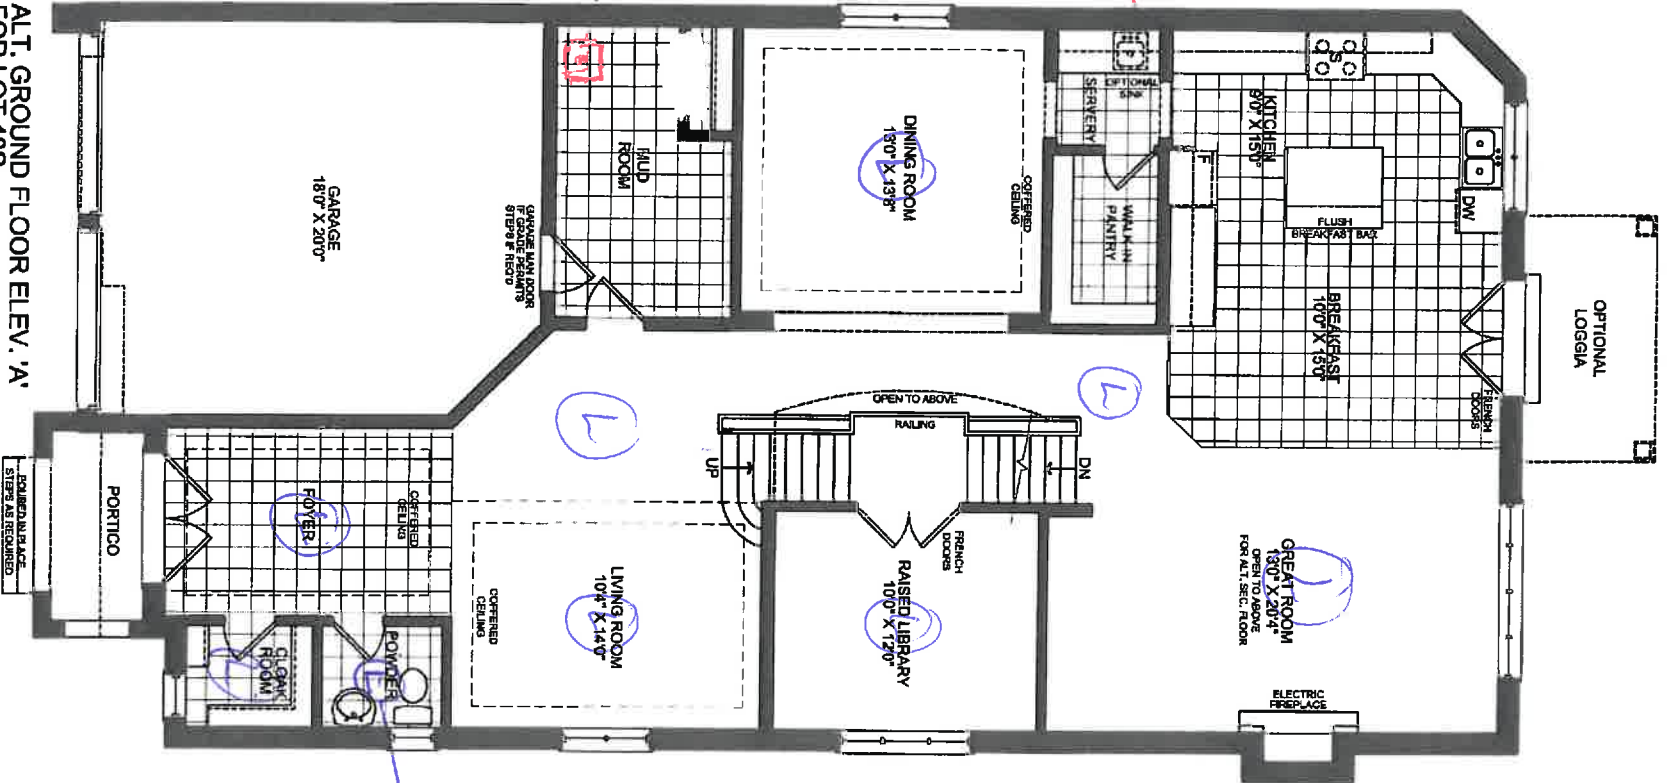 ALT. GROUND FLOOR ELEV. 'A'
GARAGE
18'0" X 20'0"
GARAGE MAN DOOR
IF GRADE PERMITS
STEPS IF REQ'D
MUD
ROOM
DINING ROOM
13'0" X 13'8"
COFFERED
CEILING
SERVERY
OPTIONAL
SINK
WALK-IN
PANTRY
KITCHEN
9'0" X 15'0"
S
F
DW
FLUSH
BREAKFAST BAR
BREAKFAST
10'0" X 15'0"
FRENCH
DOORS
OPTIONAL
LOGGIA
OPEN TO ABOVE
RAILING
UP
DN
L
L
PORTICO
POURED IN PLACE
STEPS AS REQUIRED
FOYER
COFFERED
CEILING
CLOAK
ROOM
L
POWDER
L
LIVING ROOM
10'4" X 14'0"
L
COFFERED
CEILING
RAISED LIBRARY
10'0" X 12'0"
FRENCH
DOORS
GREAT ROOM
13'0" X 20'4"
OPEN TO ABOVE
FOR ALT. SEC. FLOOR
ELECTRIC
FIREPLACE